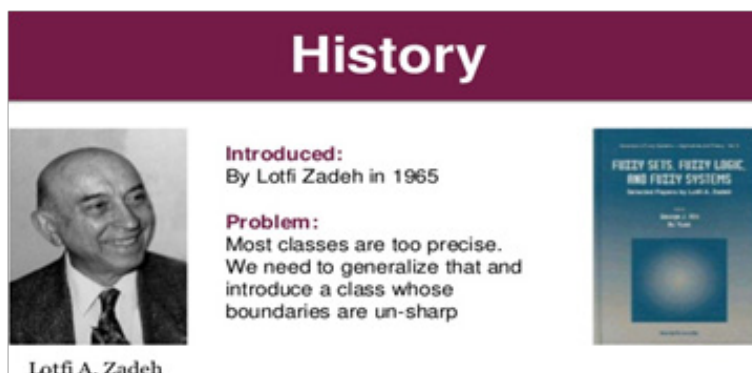 History
Introduced:
By Lotfi Zadeh in 1965
Problem:
Most classes are too precise.
We need to generalize that and
introduce a class whose
boundaries are un-sharp
Lotfi A. Zadeh
FUZZY SETS, FUZZY LOGIC,
AND FUZZY SYSTEMS
Selected Papers by Lotfi A. Zadeh